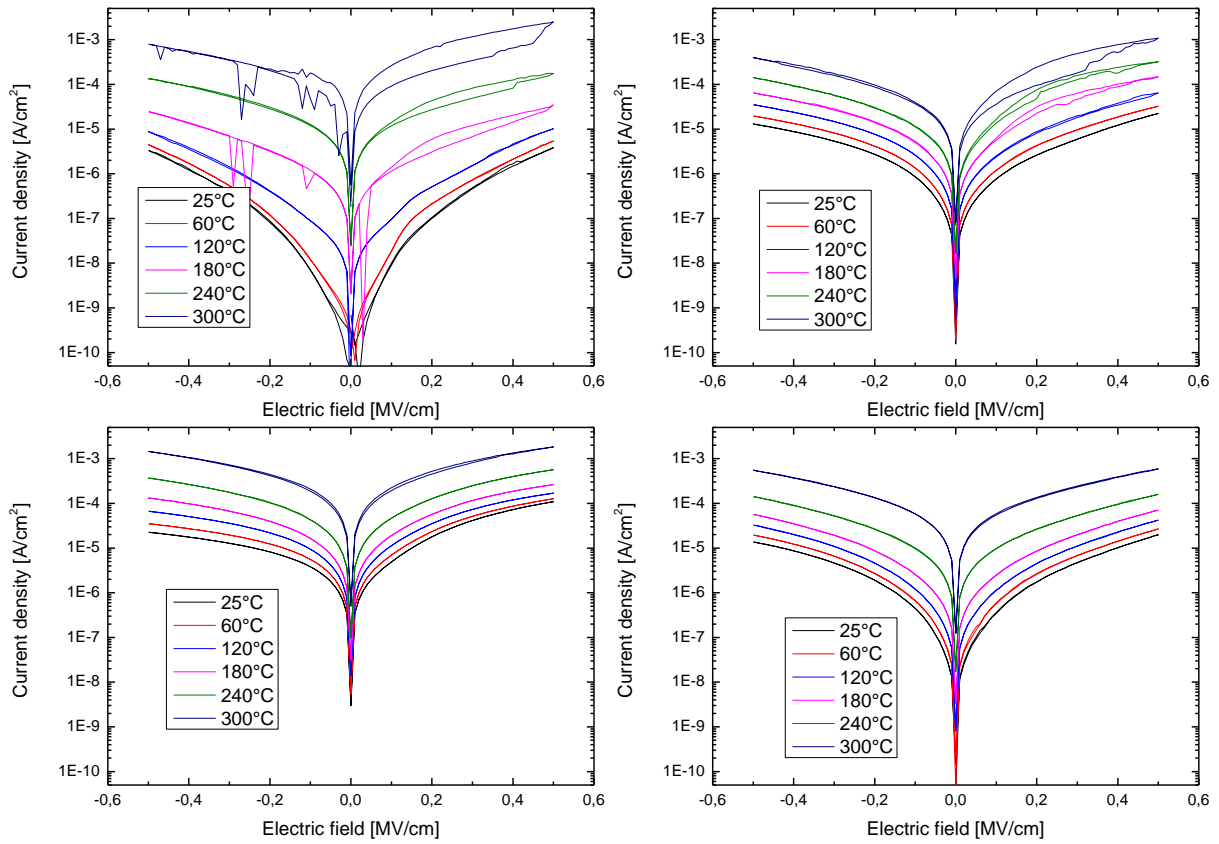 Current density [A/cm²]
1E-3
1E-4
1E-5
1E-6
1E-7
1E-8
1E-9
1E-10
25°C
60°C
120°C
180°C
240°C
300°C
-0,6 -0,4 -0,2 0,0 0,2 0,4 0,6
Electric field [MV/cm]
Current density [A/cm²]
1E-3
1E-4
1E-5
1E-6
1E-7
1E-8
1E-9
1E-10
25°C
60°C
120°C
180°C
240°C
300°C
-0,6 -0,4 -0,2 0,0 0,2 0,4 0,6
Electric field [MV/cm]
Current density [A/cm²]
1E-3
1E-4
1E-5
1E-6
1E-7
1E-8
1E-9
1E-10
25°C
60°C
120°C
180°C
240°C
300°C
-0,6 -0,4 -0,2 0,0 0,2 0,4 0,6
Electric field [MV/cm]
Current density [A/cm²]
1E-3
1E-4
1E-5
1E-6
1E-7
1E-8
1E-9
1E-10
25°C
60°C
120°C
180°C
240°C
300°C
-0,6 -0,4 -0,2 0,0 0,2 0,4 0,6
Electric field [MV/cm]